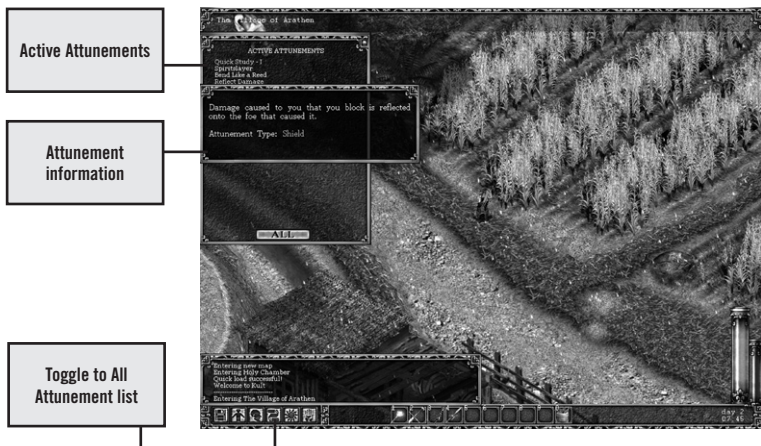 Active Attunements
Attunement
information
Toggle to All
Attunement list
The Village of Arathen
ACTIVE ATTUNEMENTS
Quick Study - I
Spiritslayer
Bend Like a Reed
Reflect Damage
Damage caused to you that you block is reflected
onto the foe that caused it.
Attunement Type: Shield
ALL
Entering new map
Entering Holy Chamber
Quick load successful!
Welcome to Kult
Entering The Village of Arathen
day 2
07:46